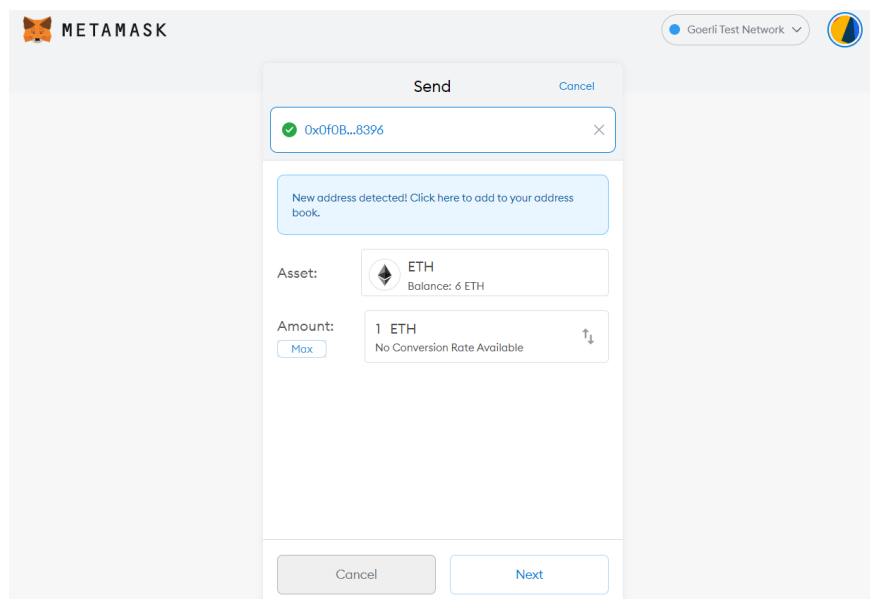 METAMASK
Goerli Test Network
Send
Cancel
0x0f0B...8396
New address detected! Click here to add to your address
book.
Asset:
ETH
Balance: 6 ETH
Amount:
Max
1 ETH
No Conversion Rate Available
Cancel
Next